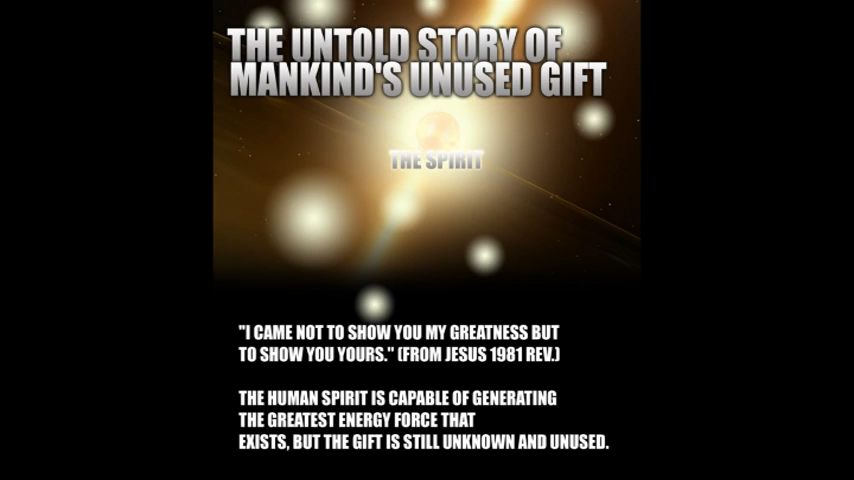 THE UNTOLD STORY OF
MANKIND'S UNUSED GIFT
THE SPIRIT
"I CAME NOT TO SHOW YOU MY GREATNESS BUT
TO SHOW YOU YOURS." (FROM JESUS 1981 REV.)
THE HUMAN SPIRIT IS CAPABLE OF GENERATING
THE GREATEST ENERGY FORCE THAT
EXISTS, BUT THE GIFT IS STILL UNKNOWN AND UNUSED.